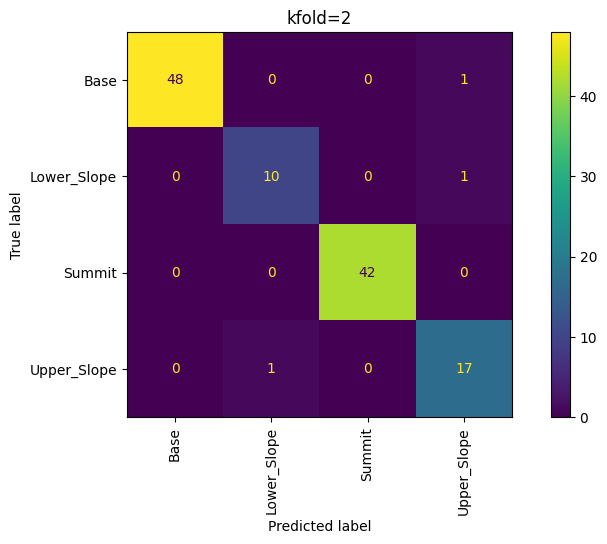 kfold=2
Base
48 0 0 1
Lower_Slope
0 10 0 1
Summit
0 0 42 0
Upper_Slope
0 1 0 17
True label
Base
Lower_Slope
Summit
Upper_Slope
Predicted label
40
30
20
10
0